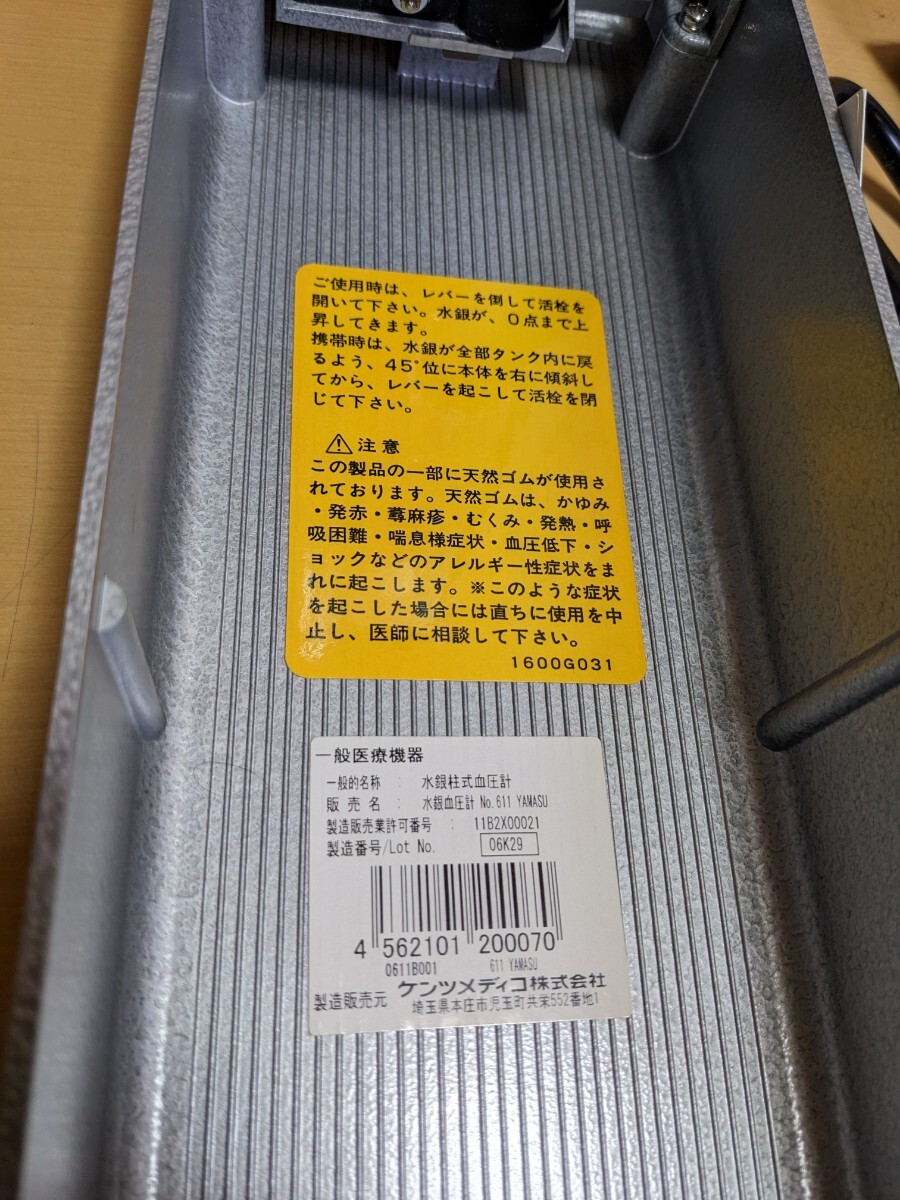 ご使用時は、レバーを倒して活栓を
開いて下さい。水銀が、0点まで上
昇してきます。
携帯時は、水銀が全部タンク内に戻
るよう、45°位に本体を右に傾斜し
てから、レバーを起こして活栓を閉
じて下さい。
⚠注意
この製品の一部に天然ゴムが使用さ
れております。天然ゴムは、かゆみ
・発赤・蕁麻疹・むくみ・発熱・呼
吸困難・喘息様症状・血圧低下・シ
ョックなどのアレルギー性症状をま
れに起こします。※このような症状
を起こした場合には直ちに使用を中
止し、医師に相談して下さい。
1600G031
一般医療機器
一般的名称 : 水銀柱式血圧計
販売名 : 水銀血圧計 No.611 YAMASU
製造販売業許可番号 : 11B2X00021
製造番号/Lot No. 06K29
4 562101 200070
0611B001 611 YAMASU
製造販売元 ケンツメディコ株式会社
埼玉県本庄市児玉町共栄552番地1